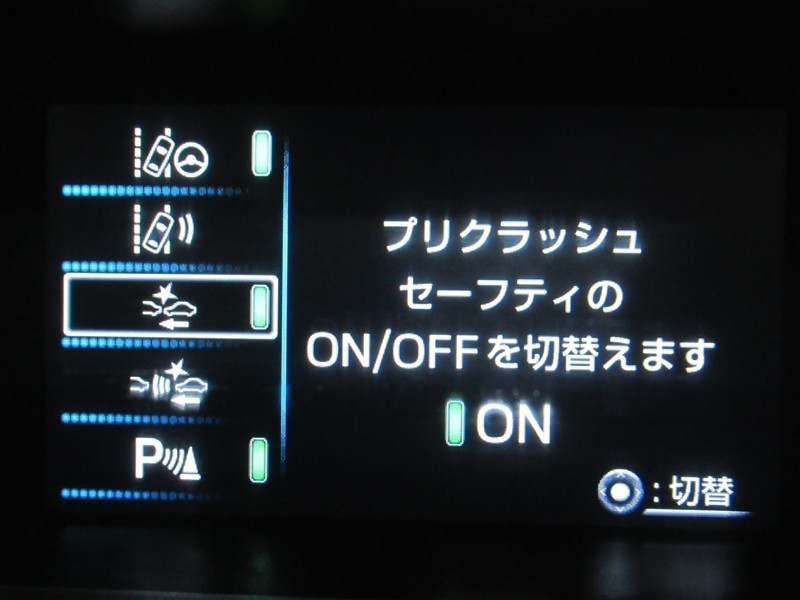 プリクラッシュ
セーフティの
ON/OFFを切替えます
ON
P
:切替